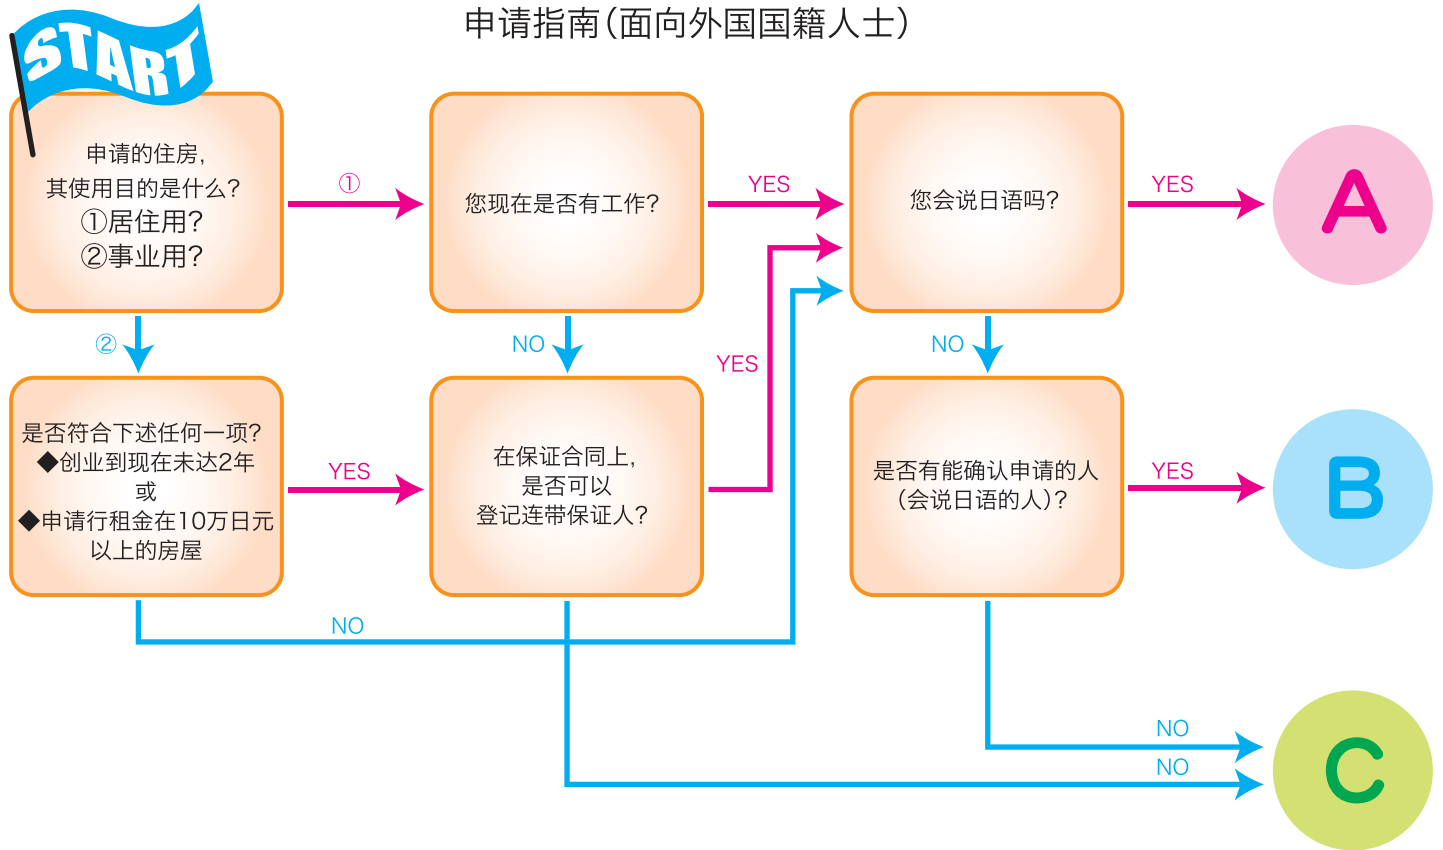 申请指南(面向外国国籍人士)
START
申请的住房,
其使用目的是什么?
①居住用?
②事业用?
①
您现在是否有工作?
YES
您会说日语吗?
YES
A
②
NO
YES
NO
是否符合下述任何一项?
◆创业到现在未达2年
或
◆申请行租金在10万日元
以上的房屋
YES
在保证合同上,
是否可以
登记连带保证人?
是否有能确认申请的人
(会说日语的人)?
YES
B
NO
NO
NO
C